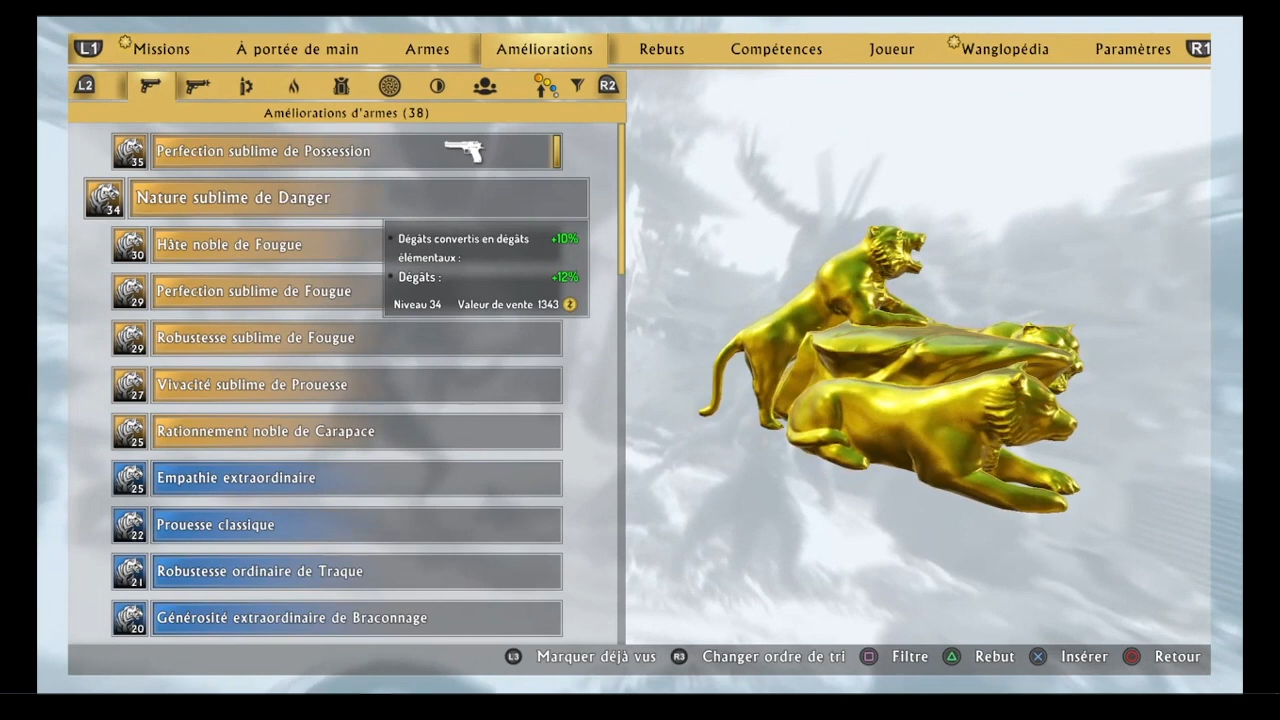 L1 Missions À portée de main Armes Améliorations Rebuts Compétences Joueur Wanglopédia Paramètres R1
L2 R2
Améliorations d'armes (38)
35 Perfection sublime de Possession
34 Nature sublime de Danger
30 Hâte noble de Fougue
Dégâts convertis en dégâts +10%
élémentaux :
Dégâts : +12%
Niveau 34 Valeur de vente 1343
29 Perfection sublime de Fougue
29 Robustesse sublime de Fougue
27 Vivacité sublime de Prouesse
25 Rationnement noble de Carapace
25 Empathie extraordinaire
22 Prouesse classique
21 Robustesse ordinaire de Traque
20 Générosité extraordinaire de Braconnage
L3 Marquer déjà vus R3 Changer ordre de tri Filtre Rebut Insérer Retour